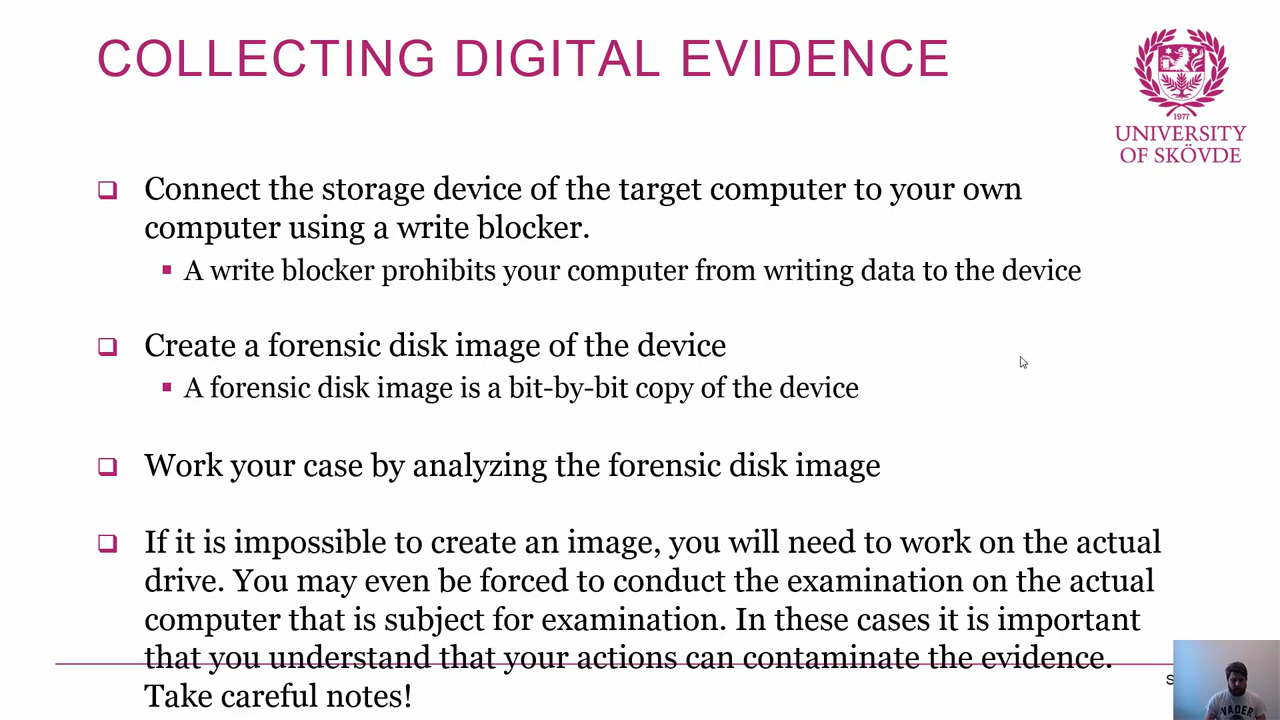 COLLECTING DIGITAL EVIDENCE
1977
UNIVERSITY
OF SKÖVDE
Connect the storage device of the target computer to your own
computer using a write blocker.
A write blocker prohibits your computer from writing data to the device
Create a forensic disk image of the device
A forensic disk image is a bit-by-bit copy of the device
Work your case by analyzing the forensic disk image
If it is impossible to create an image, you will need to work on the actual
drive. You may even be forced to conduct the examination on the actual
computer that is subject for examination. In these cases it is important
that you understand that your actions can contaminate the evidence.
Take careful notes!
VADER